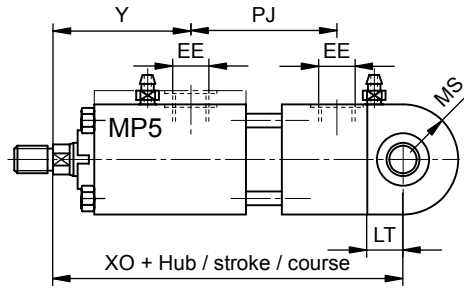 Y PJ
EE EE
MS
MP5
LT
XO + Hub / stroke / course